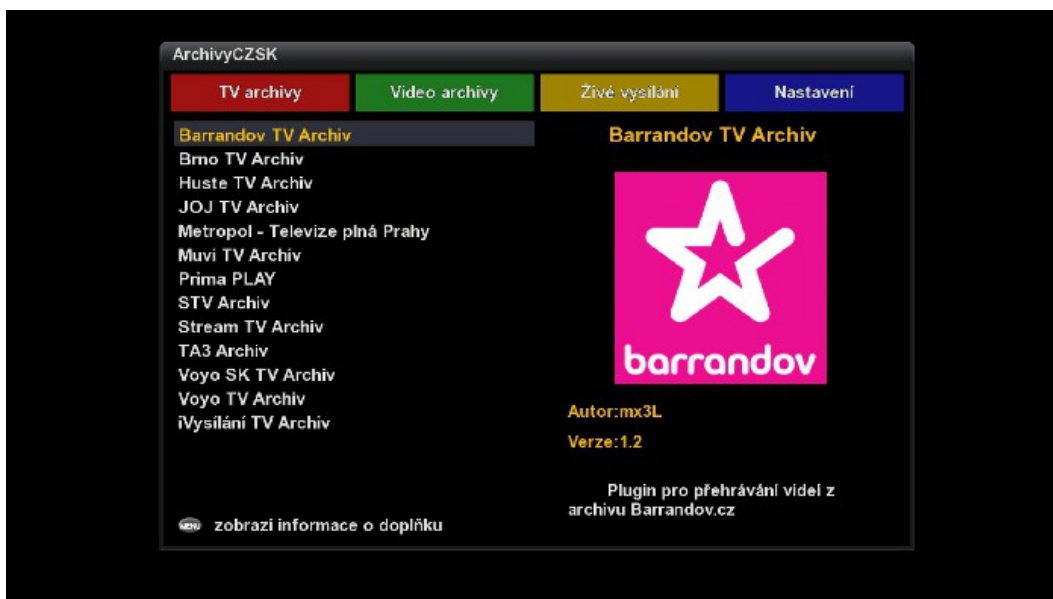 ArchivyCZSK
TV archivy
Video archivy
Živé vysílání
Nastavení
Barrandov TV Archiv
Brno TV Archiv
Huste TV Archiv
JOJ TV Archiv
Metropol - Televize plná Prahy
Muvi TV Archiv
Prima PLAY
STV Archiv
Stream TV Archiv
TA3 Archiv
Voyo SK TV Archiv
Voyo TV Archiv
iVysílání TV Archiv
MENU zobrazí informace o doplňku
Barrandov TV Archiv
barrandov
Autor:mx3L
Verze:1.2
Plugin pro přehrávání videí z
archivu Barrandov.cz